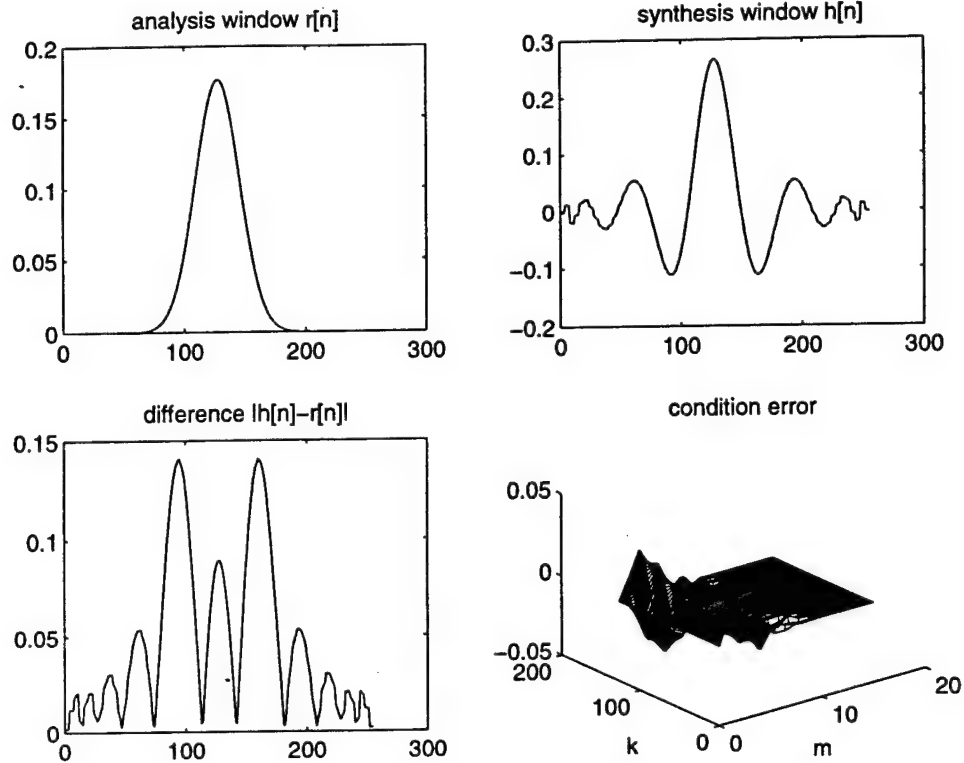 analysis window r[n]
0.2
0.15
0.1
0.05
0
0 100 200 300
synthesis window h[n]
0.3
0.2
0.1
0
−0.1
−0.2
0 100 200 300
difference |h[n]−r[n]|
0.15
0.1
0.05
0
0 100 200 300
condition error
0.05
0
−0.05
200
100
0
k
0
10
20
m